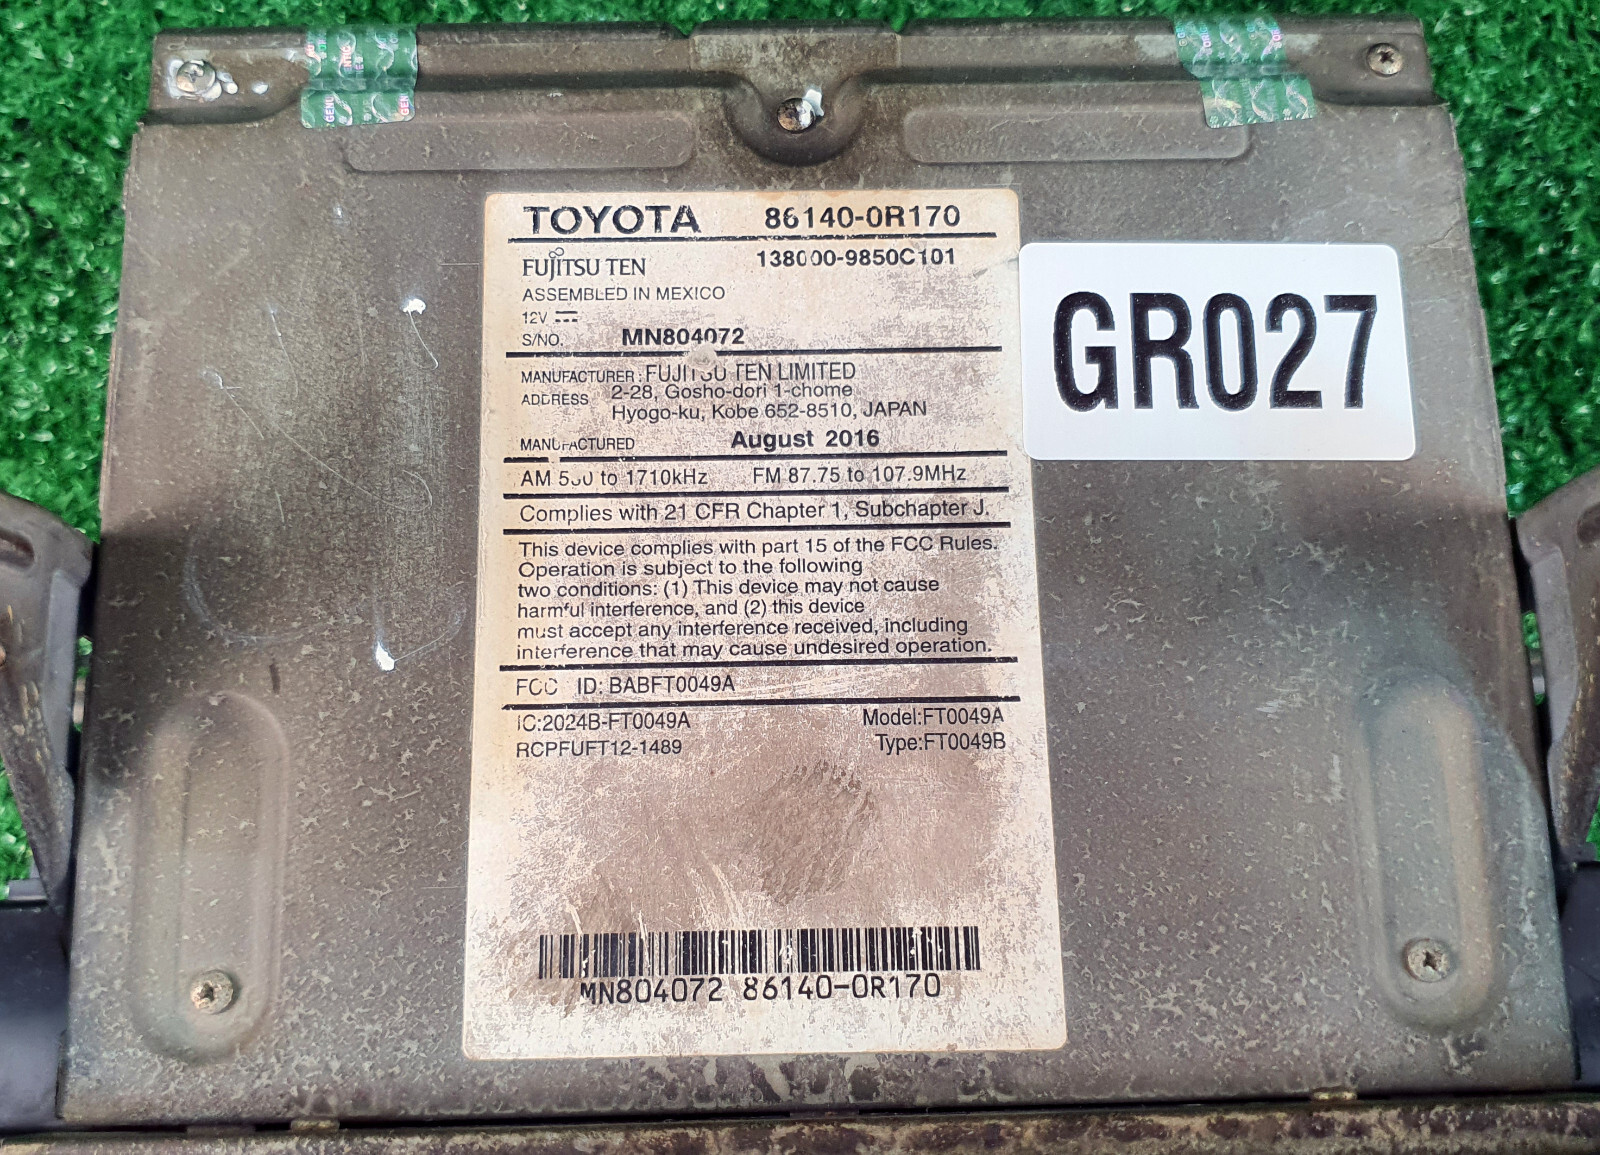 TOYOTA 86140-0R170
FUJITSU TEN 138000-9850C101
ASSEMBLED IN MEXICO
12V
S/NO. MN804072
MANUFACTURER : FUJITSU TEN LIMITED
ADDRESS 2-28, Gosho-dori 1-chome
Hyogo-ku, Kobe 652-8510, JAPAN
MANUFACTURED August 2016
AM 530 to 1710kHz FM 87.75 to 107.9MHz
Complies with 21 CFR Chapter 1, Subchapter J.
This device complies with part 15 of the FCC Rules.
Operation is subject to the following
two conditions: (1) This device may not cause
harmful interference, and (2) this device
must accept any interference received, including
interference that may cause undesired operation.
FCC ID: BABFT0049A
IC:2024B-FT0049A Model:FT0049A
RCPFUFT12-1489 Type:FT0049B
MN804072 86140-0R170
GR027